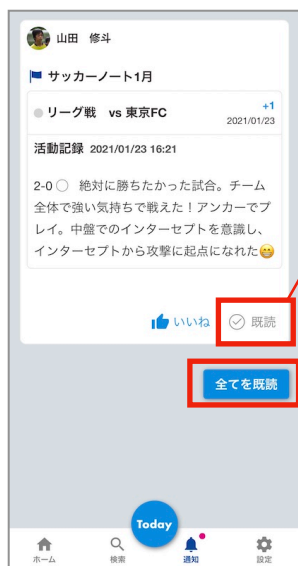 山田 修斗
サッカーノート1月
リーグ戦 vs 東京FC
+1
2021/01/23
活動記録 2021/01/23 16:21
2-0○ 絶対に勝ちたかった試合。チーム
全体で強い気持ちで戦えた!アンカーでプ
レイ。中盤でのインターセプトを意識し、
インターセプトから攻撃に起点になれた😁
いいね
既読
全てを既読
Today
ホーム
検索
通知
設定